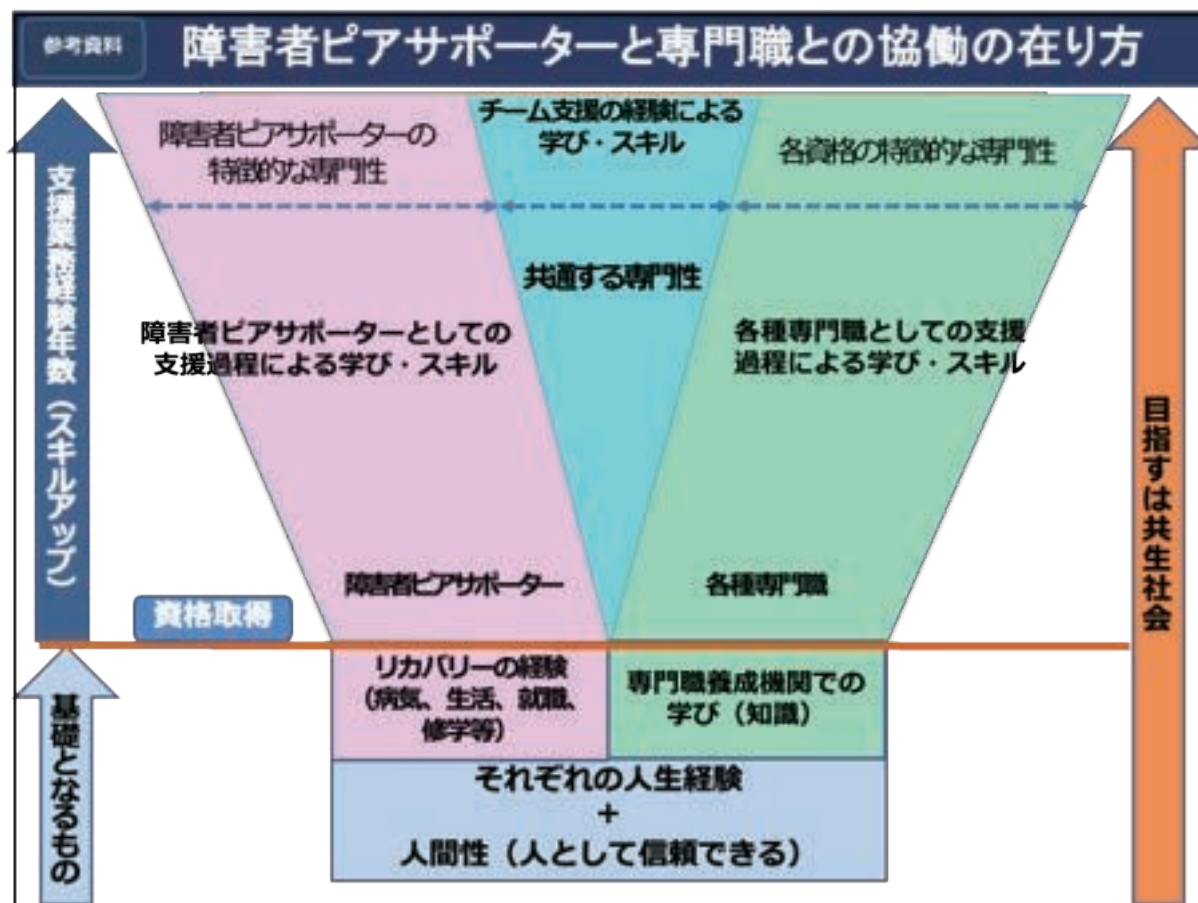 参考資料
障害者ピアサポーターと専門職との協働の在り方
障害者ピアサポーターの
特徴的な専門性
チーム支援の経験による
学び・スキル
各資格の特徴的な専門性
共通する専門性
障害者ピアサポーターとしての
支援過程による学び・スキル
各種専門職としての支援
過程による学び・スキル
支援業務経験年数（スキルアップ）
目指すは共生社会
障害者ピアサポーター
各種専門職
資格取得
リカバリーの経験
（病気、生活、就職、
修学等）
専門職養成機関での
学び（知識）
基礎となるもの
それぞれの人生経験
+
人間性（人として信頼できる）